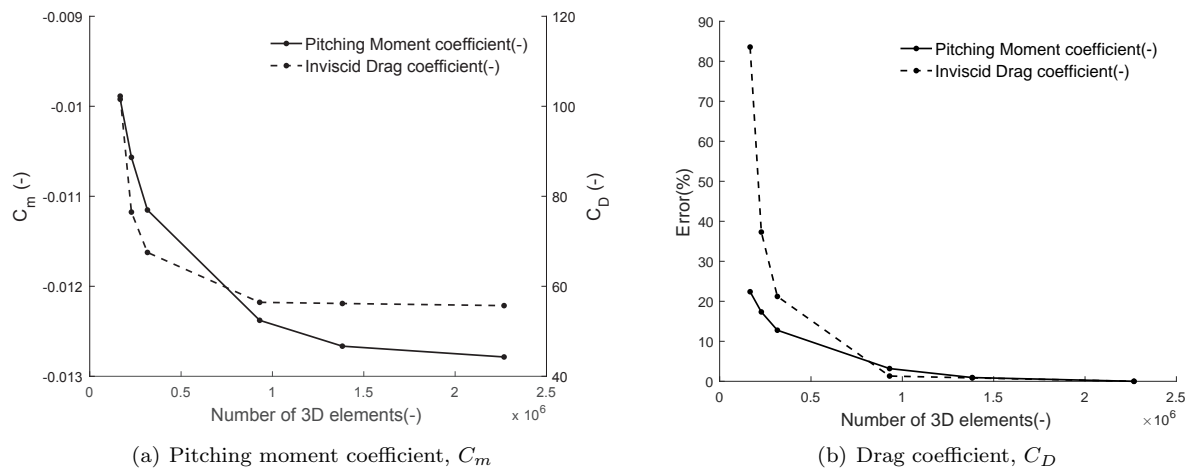 -0.009
-0.01
-0.011
-0.012
-0.013
C_m (-)
120
100
80
60
40
C_D (-)
Pitching Moment coefficient(-)
Inviscid Drag coefficient(-)
0 0.5 1 1.5 2 2.5
Number of 3D elements(-)
x 10^6
(a) Pitching moment coefficient, C_m
90
80
70
60
50
40
30
20
10
0
Error(%)
Pitching Moment coefficient(-)
Inviscid Drag coefficient(-)
0 0.5 1 1.5 2 2.5
Number of 3D elements(-)
×10^6
(b) Drag coefficient, C_D